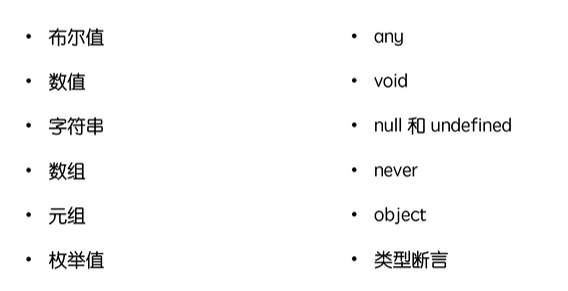 • 布尔值
• 数值
• 字符串
• 数组
• 元组
• 枚举值
• any
• void
• null 和 undefined
• never
• object
• 类型断言